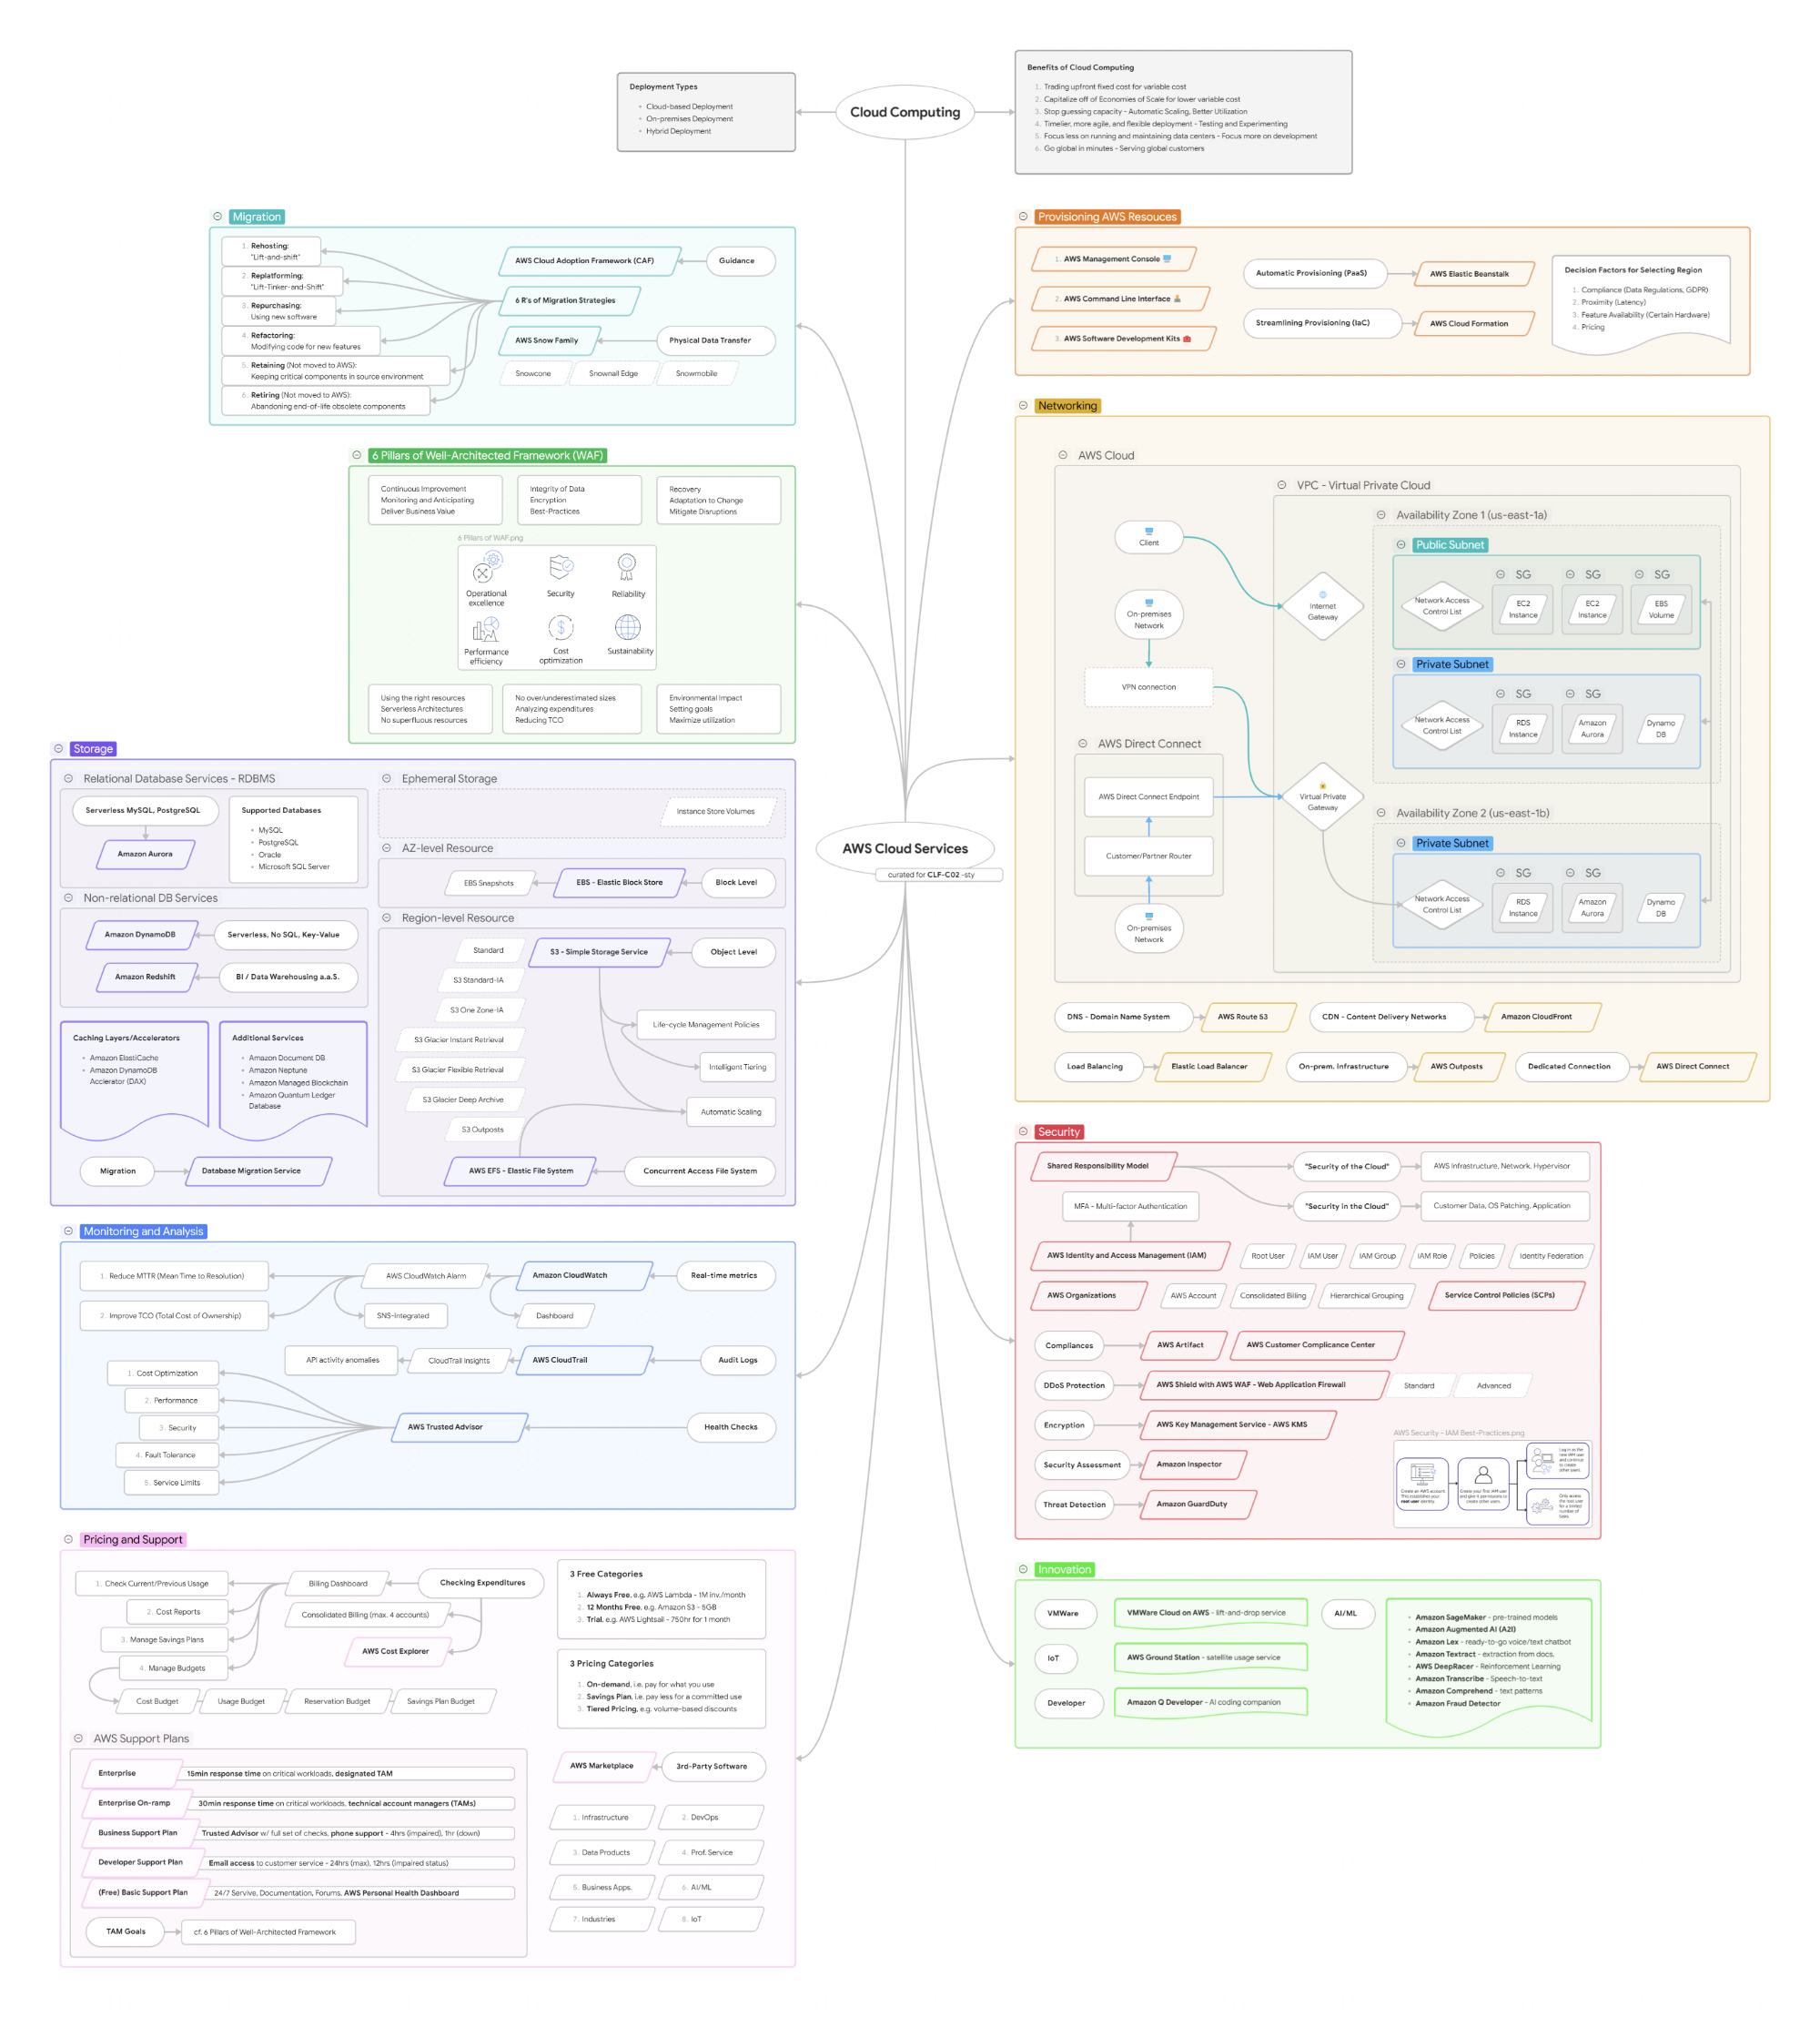 Deployment Types
Cloud-based Deployment
On-premises Deployment
Hybrid Deployment
Cloud Computing
Benefits of Cloud Computing
1. Trading upfront fixed cost for variable cost
2. Capitalize off of Economies of Scale for lower variable cost
3. Stop guessing capacity - Automatic Scaling, Better Utilization
4. Timelier, more agile, and flexible deployment - Testing and Experimenting
5. Focus less on running and maintaining data centers - Focus more on development
6. Go global in minutes - Serving global customers
Migration
1. Rehosting:
"Lift-and-shift"
2. Replatforming:
"Lift-Tinker-and-Shift"
3. Repurchasing:
Using new software
4. Refactoring:
Modifying code for new features
5. Retaining (Not moved to AWS):
Keeping critical components in source environment
6. Retiring (Not moved to AWS):
Abandoning end-of-life obsolete components
AWS Cloud Adoption Framework (CAF)
Guidance
6 R's of Migration Strategies
AWS Snow Family
Physical Data Transfer
Snowcone
Snownall Edge
Snowmobile
6 Pillars of Well-Architected Framework (WAF)
Continuous Improvement
Monitoring and Anticipating
Deliver Business Value
Integrity of Data
Encryption
Best-Practices
Recovery
Adaptation to Change
Mitigate Disruptions
6 Pillars of WAF.png
Operational
excellence
Security
Reliability
Performance
efficiency
Cost
optimization
Sustainability
Using the right resources
Serverless Architectures
No superfluous resources
No over/underestimated sizes
Analyzing expenditures
Reducing TCO
Environmental Impact
Setting goals
Maximize utilization
Storage
Relational Database Services - RDBMS
Serverless MySQL, PostgreSQL
Amazon Aurora
Supported Databases
MySQL
PostgreSQL
Oracle
Microsoft SQL Server
Non-relational DB Services
Amazon DynamoDB
Serverless, No SQL, Key-Value
Amazon Redshift
BI / Data Warehousing a.a.S.
Caching Layers/Accelerators
Amazon ElastiCache
Amazon DynamoDB
Acclerator (DAX)
Additional Services
Amazon Document DB
Amazon Neptune
Amazon Managed Blockchain
Amazon Quantum Ledger
Database
Migration
Database Migration Service
Ephemeral Storage
Instance Store Volumes
AZ-level Resource
EBS Snapshots
EBS - Elastic Block Store
Block Level
Region-level Resource
Standard
S3 - Simple Storage Service
Object Level
S3 Standard-IA
S3 One Zone-IA
S3 Glacier Instant Retrieval
S3 Glacier Flexible Retrieval
S3 Glacier Deep Archive
S3 Outposts
Life-cycle Management Policies
Intelligent Tiering
Automatic Scaling
AWS EFS - Elastic File System
Concurrent Access File System
Monitoring and Analysis
1. Reduce MTTR (Mean Time to Resolution)
AWS CloudWatch Alarm
Amazon CloudWatch
Real-time metrics
2. Improve TCO (Total Cost of Ownership)
SNS-Integrated
Dashboard
API activity anomalies
CloudTrail Insights
AWS CloudTrail
Audit Logs
1. Cost Optimization
2. Performance
3. Security
4. Fault Tolerance
5. Service Limits
AWS Trusted Advisor
Health Checks
Pricing and Support
1. Check Current/Previous Usage
2. Cost Reports
3. Manage Savings Plans
4. Manage Budgets
Billing Dashboard
Checking Expenditures
Consolidated Billing (max. 4 accounts)
AWS Cost Explorer
Cost Budget
Usage Budget
Reservation Budget
Savings Plan Budget
3 Free Categories
1. Always Free, e.g. AWS Lambda - 1M inv./month
2. 12 Months Free, e.g. Amazon S3 - 5GB
3. Trial, e.g. AWS Lightsail - 750hr for 1 month
3 Pricing Categories
1. On-demand, i.e. pay for what you use
2. Savings Plan, i.e. pay less for a committed use
3. Tiered Pricing, e.g. volume-based discounts
AWS Support Plans
Enterprise
15min response time on critical workloads, designated TAM
Enterprise On-ramp
30min response time on critical workloads, technical account managers (TAMs)
Business Support Plan
Trusted Advisor w/ full set of checks, phone support - 4hrs (impaired), 1hr (down)
Developer Support Plan
Email access to customer service - 24hrs (max), 12hrs (impaired status)
(Free) Basic Support Plan
24/7 Servive, Documentation, Forums, AWS Personal Health Dashboard
TAM Goals
cf. 6 Pillars of Well-Architected Framework
AWS Marketplace
3rd-Party Software
1. Infrastructure
2. DevOps
3. Data Products
4. Prof. Service
5. Business Apps.
6. AI/ML
7. Industries
8. IoT
AWS Cloud Services
curated for CLF-C02 -sty
Provisioning AWS Resouces
1. AWS Management Console
2. AWS Command Line Interface
3. AWS Software Development Kits
Automatic Provisioning (PaaS)
AWS Elastic Beanstalk
Streamlining Provisioning (IaC)
AWS Cloud Formation
Decision Factors for Selecting Region
1. Compliance (Data Regulations, GDPR)
2. Proximity (Latency)
3. Feature Availability (Certain Hardware)
4. Pricing
Networking
AWS Cloud
Client
On-premises
Network
VPN connection
AWS Direct Connect
AWS Direct Connect Endpoint
Customer/Partner Router
On-premises
Network
VPC - Virtual Private Cloud
Internet
Gateway
Virtual Private
Gateway
Availability Zone 1 (us-east-1a)
Public Subnet
Network Access
Control List
SG
EC2
Instance
SG
EC2
Instance
SG
EBS
Volume
Private Subnet
Network Access
Control List
SG
RDS
Instance
SG
Amazon
Aurora
Dynamo
DB
Availability Zone 2 (us-east-1b)
Private Subnet
Network Access
Control List
SG
RDS
Instance
SG
Amazon
Aurora
Dynamo
DB
DNS - Domain Name System
AWS Route 53
CDN - Content Delivery Networks
Amazon CloudFront
Load Balancing
Elastic Load Balancer
On-prem. Infrastructure
AWS Outposts
Dedicated Connection
AWS Direct Connect
Security
Shared Responsibility Model
"Security of the Cloud"
AWS Infrastructure, Network, Hypervisor
"Security in the Cloud"
Customer Data, OS Patching, Application
MFA - Multi-factor Authentication
AWS Identity and Access Management (IAM)
Root User
IAM User
IAM Group
IAM Role
Policies
Identity Federation
AWS Organizations
AWS Account
Consolidated Billing
Hierarchical Grouping
Service Control Policies (SCPs)
Compliances
AWS Artifact
AWS Customer Complicance Center
DDoS Protection
AWS Shield with AWS WAF - Web Application Firewall
Standard
Advanced
Encryption
AWS Key Management Service - AWS KMS
Security Assessment
Amazon Inspector
Threat Detection
Amazon GuardDuty
AWS Security - IAM Best-Practices.png
Create an AWS account.
This establishes your
root user identity.
Create your first IAM user
and give it permissions to
create other users.
Log in as the
new IAM user
and continue
to create
other users.
Only access
the root user
for a limited
number of
tasks.
Innovation
VMWare
VMWare Cloud on AWS - lift-and-drop service
IoT
AWS Ground Station - satellite usage service
Developer
Amazon Q Developer - AI coding companion
AI/ML
Amazon SageMaker - pre-trained models
Amazon Augmented AI (A2I)
Amazon Lex - ready-to-go voice/text chatbot
Amazon Textract - extraction from docs.
AWS DeepRacer - Reinforcement Learning
Amazon Transcribe - Speech-to-text
Amazon Comprehend - text patterns
Amazon Fraud Detector